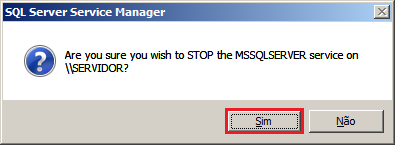 SQL Server Service Manager
Are you sure you wish to STOP the MSSQLSERVER service on
\\SERVIDOR?
Sim
Não